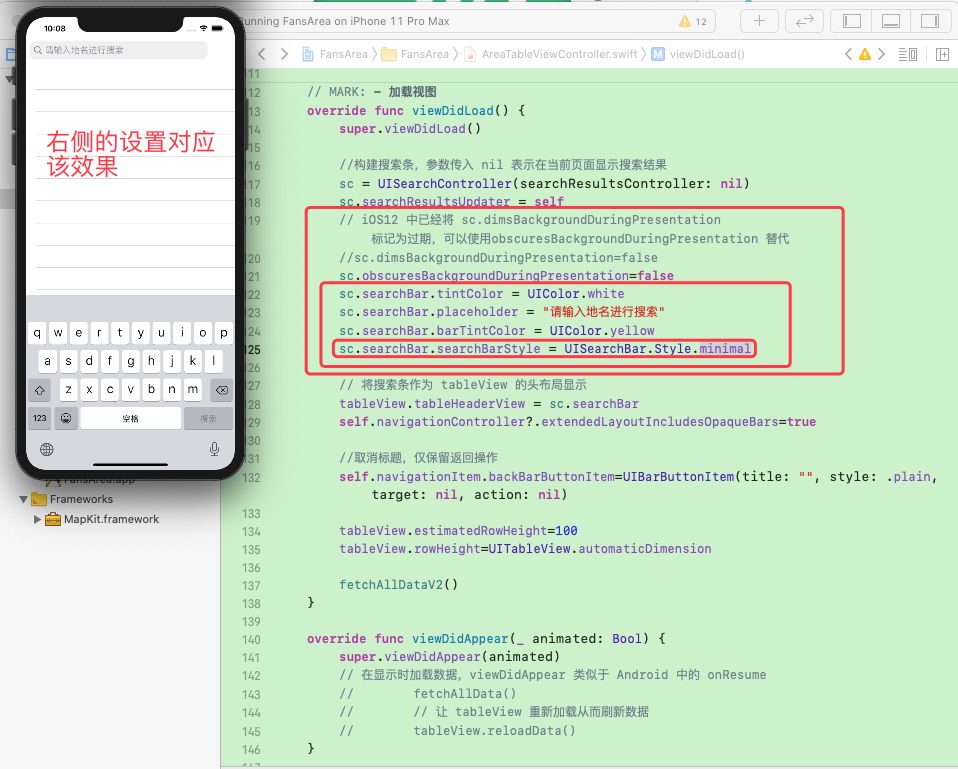 Running FansArea on iPhone 11 Pro Max
12
FansArea
FansArea
AreaTableViewController.swift
M
viewDidLoad()
10:08
请输入地名进行搜索
右侧的设置对应
该效果
q w e r t y u i o p
a s d f g h j k l
z x c v b n m
123
空格
搜索
FansArea.app
Frameworks
MapKit.framework
111
12 // MARK: - 加载视图
13 override func viewDidLoad() {
14 super.viewDidLoad()
15
16 //构建搜索条，参数传入 nil 表示在当前页面显示搜索结果
17 sc = UISearchController(searchResultsController: nil)
18 sc.searchResultsUpdater = self
19 // iOS12 中已经将 sc.dimsBackgroundDuringPresentation
标记为过期，可以使用obscuresBackgroundDuringPresentation 替代
20 //sc.dimsBackgroundDuringPresentation=false
21 sc.obscuresBackgroundDuringPresentation=false
22 sc.searchBar.tintColor = UIColor.white
23 sc.searchBar.placeholder = "请输入地名进行搜索"
24 sc.searchBar.barTintColor = UIColor.yellow
125 sc.searchBar.searchBarStyle = UISearchBar.Style.minimal
126
127 // 将搜索条作为 tableView 的头布局显示
128 tableView.tableHeaderView = sc.searchBar
129 self.navigationController?.extendedLayoutIncludesOpaqueBars=true
130
131 //取消标题，仅保留返回操作
132 self.navigationItem.backBarButtonItem=UIBarButtonItem(title: "", style: .plain,
target: nil, action: nil)
133
134 tableView.estimatedRowHeight=100
135 tableView.rowHeight=UITableView.automaticDimension
136
137 fetchAllDataV2()
138 }
139
140 override func viewDidAppear(_ animated: Bool) {
141 super.viewDidAppear(animated)
142 // 在显示时加载数据，viewDidAppear 类似于 Android 中的 onResume
143 // fetchAllData()
144 // // 让 tableView 重新加载从而刷新数据
145 // tableView.reloadData()
146 }